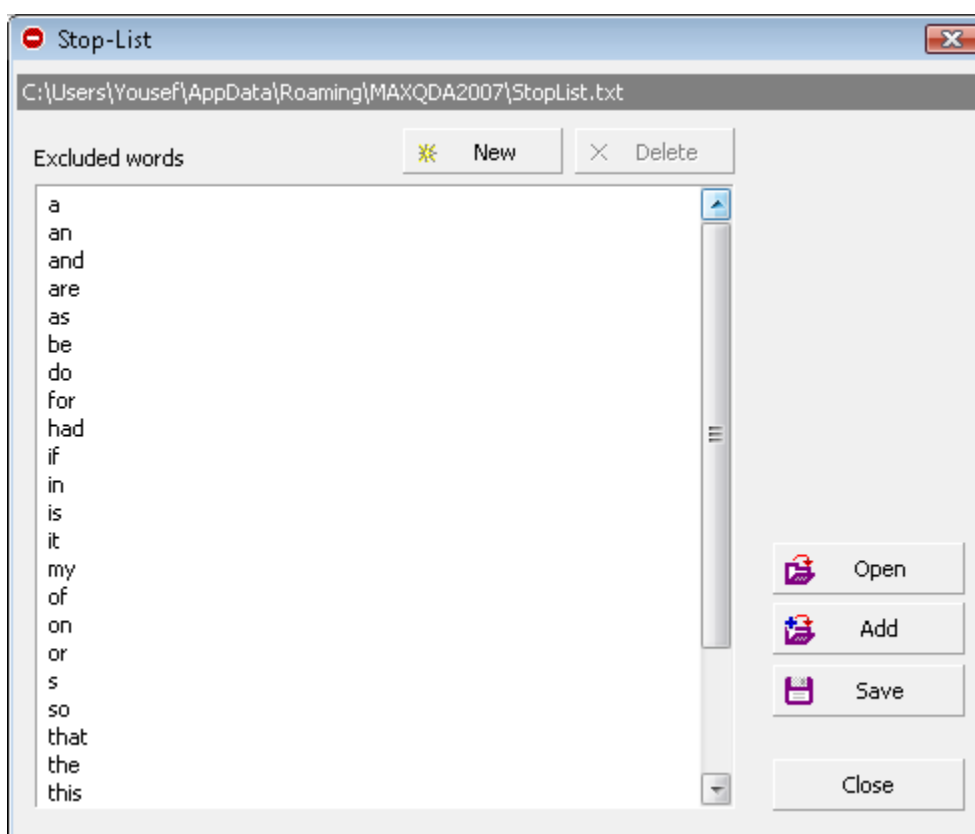 Stop-List
C:\Users\Yousef\AppData\Roaming\MAXQDA2007\StopList.txt
Excluded words
New
Delete
a
an
and
are
as
be
do
for
had
if
in
is
it
my
of
on
or
s
so
that
the
this
Open
Add
Save
Close